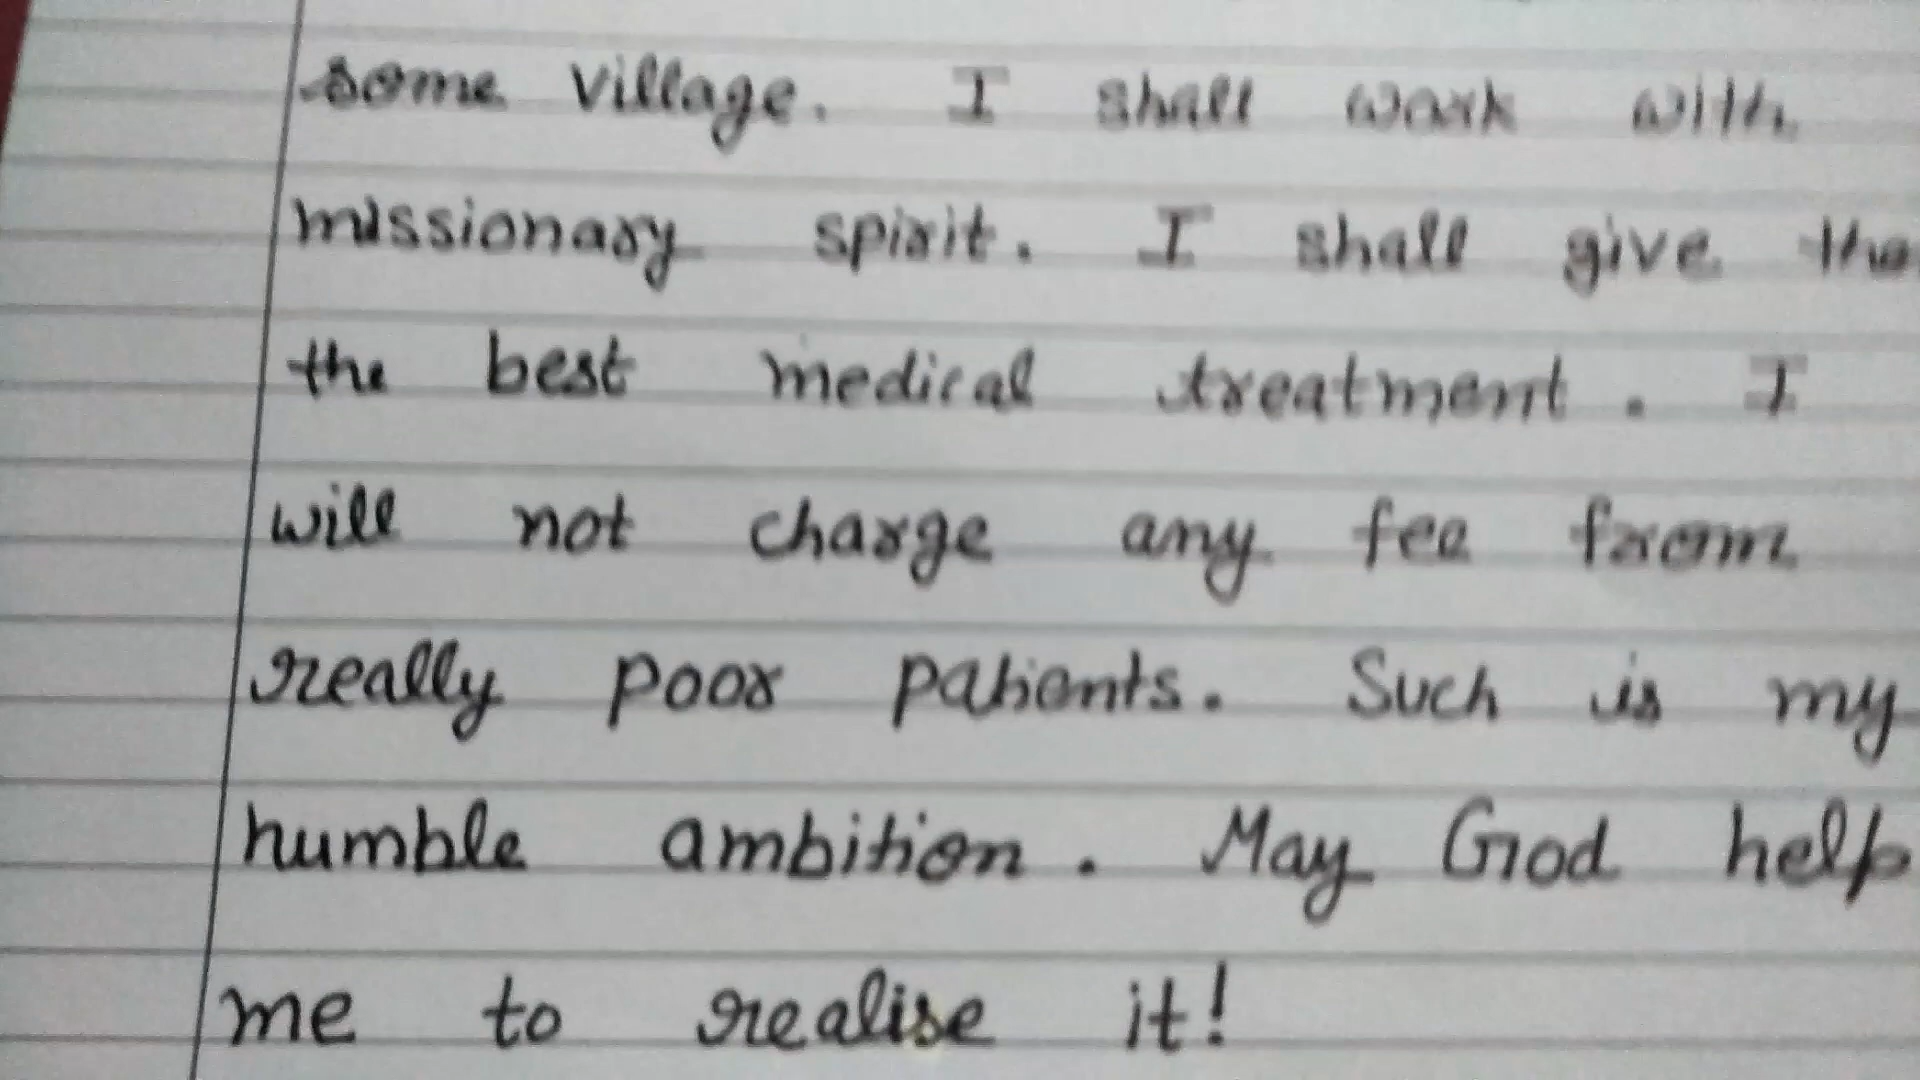 some village. I shall work with
missionary spirit. I shall give the
the best medical treatment. I
will not charge any fee from
really poor patients. Such is my
humble ambition. May God help
me to realise it!